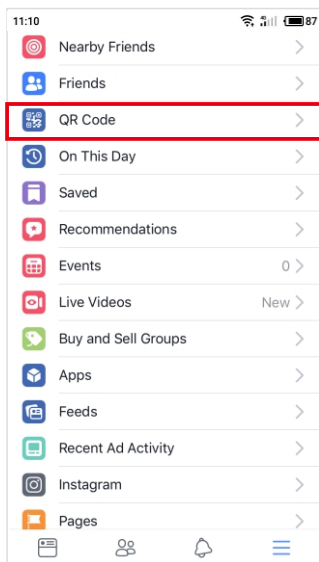 11:10 87
Nearby Friends
Friends
QR Code
On This Day
Saved
Recommendations
Events 0
Live Videos New
Buy and Sell Groups
Apps
Feeds
Recent Ad Activity
Instagram
Pages